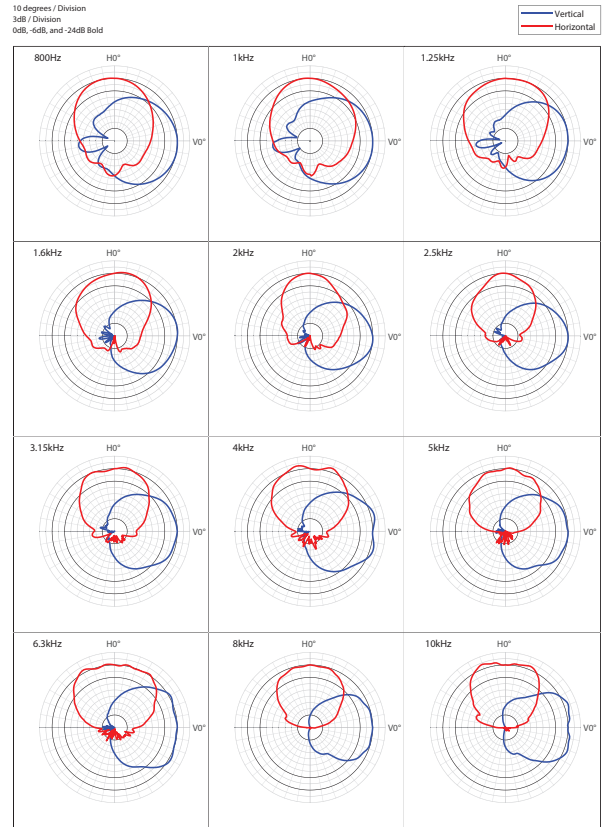 10 degrees / Division
3dB / Division
0dB, -6dB, and -24dB Bold
Vertical
Horizontal
800Hz H0°
V0°
1kHz H0°
V0°
1.25kHz H0°
V0°
1.6kHz H0°
V0°
2kHz H0°
V0°
2.5kHz H0°
V0°
3.15kHz H0°
V0°
4kHz H0°
V0°
5kHz H0°
V0°
6.3kHz H0°
V0°
8kHz H0°
V0°
10kHz H0°
V0°